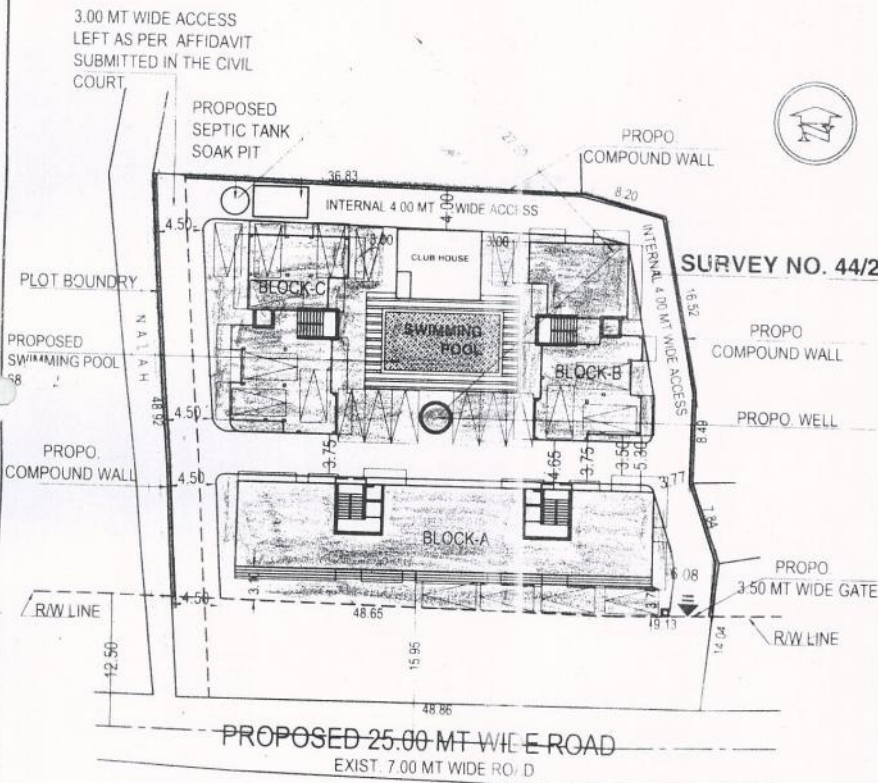 3.00 MT WIDE ACCESS
LEFT AS PER AFFIDAVIT
SUBMITTED IN THE CIVIL
COURT
PROPOSED
SEPTIC TANK
SOAK PIT
PROPO.
COMPOUND WALL
36.83
8.20
INTERNAL 4.00 MT WIDE ACCESS
4.00
4.50
3.00
CLUB HOUSE
3.00
INTERNAL 4.00 MT WIDE ACCESS
SURVEY NO. 44/2
PLOT BOUNDRY
BLOCK-C
16.52
NALAH
SWIMMING
POOL
PROPO
COMPOUND WALL
PROPOSED
SWIMMING POOL
BLOCK-B
48.92
4.50
PROPO. WELL
8.49
PROPO.
COMPOUND WALL
3.75
4.65
3.75
3.50
5.30
4.50
3.77
7.84
BLOCK-A
6.08
PROPO
3.50 MT WIDE GATE
4.50
R/W LINE
48.65
49.13
R/W LINE
14.04
12.50
15.95
48.86
PROPOSED 25.00 MT WIDE ROAD
EXIST. 7.00 MT WIDE ROAD